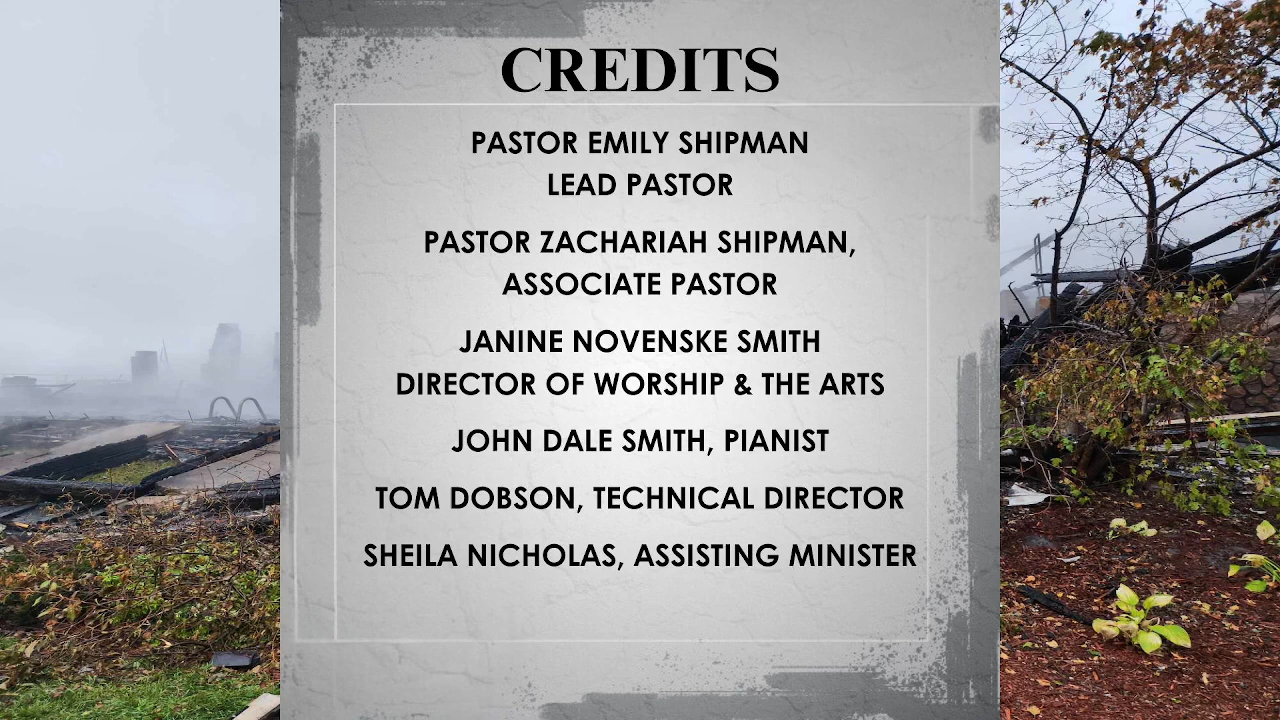 CREDITS
PASTOR EMILY SHIPMAN
LEAD PASTOR
PASTOR ZACHARIAH SHIPMAN,
ASSOCIATE PASTOR
JANINE NOVENSKE SMITH
DIRECTOR OF WORSHIP & THE ARTS
JOHN DALE SMITH, PIANIST
TOM DOBSON, TECHNICAL DIRECTOR
SHEILA NICHOLAS, ASSISTING MINISTER